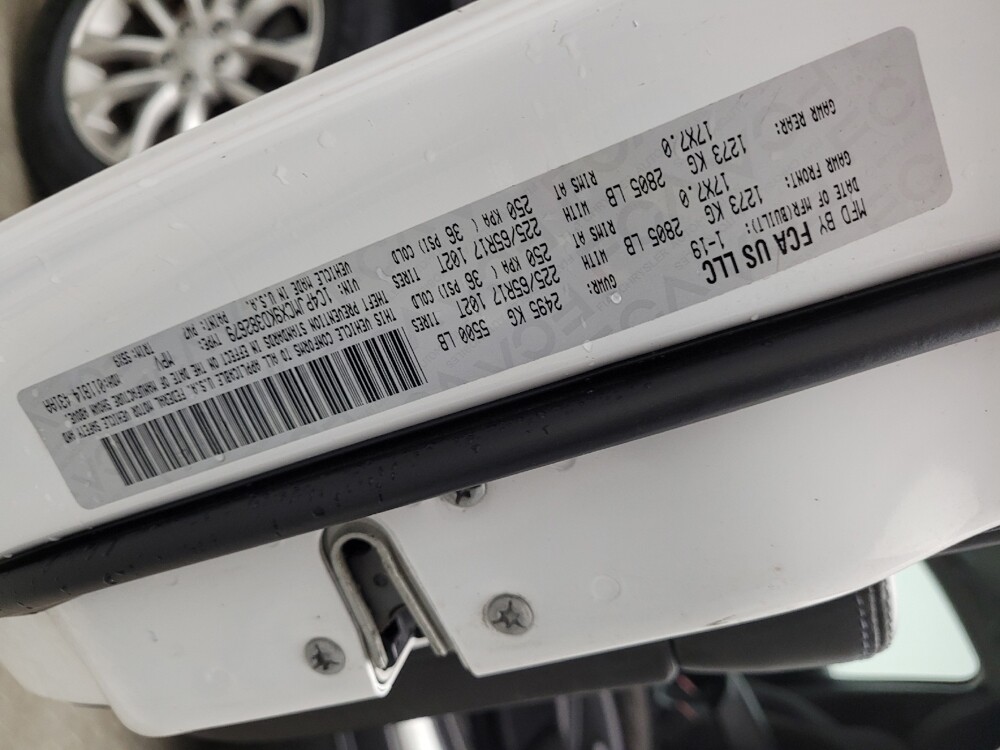 MFD BY FCA US LLC
DATE OF MFR(BUILT): 1-19
GVWR: 2495 KG 5500 LB
GAWR FRONT: 1273 KG 2805 LB WITH 225/65R17 102T TIRES
17X7.0 RIMS AT 250 KPA ( 36 PSI) COLD
GAWR REAR: 1273 KG 2805 LB WITH 225/65R17 102T TIRES
17X7.0 RIMS AT 250 KPA ( 36 PSI) COLD
THIS VEHICLE CONFORMS TO ALL APPLICABLE U.S.A. FEDERAL MOTOR VEHICLE SAFETY AND
THEFT PREVENTION STANDARDS IN EFFECT ON THE DATE OF MANUFACTURE SHOWN ABOVE
VIN: TYPE: MPV
VEHICLE MADE IN U.S.A. PAINT: PW7